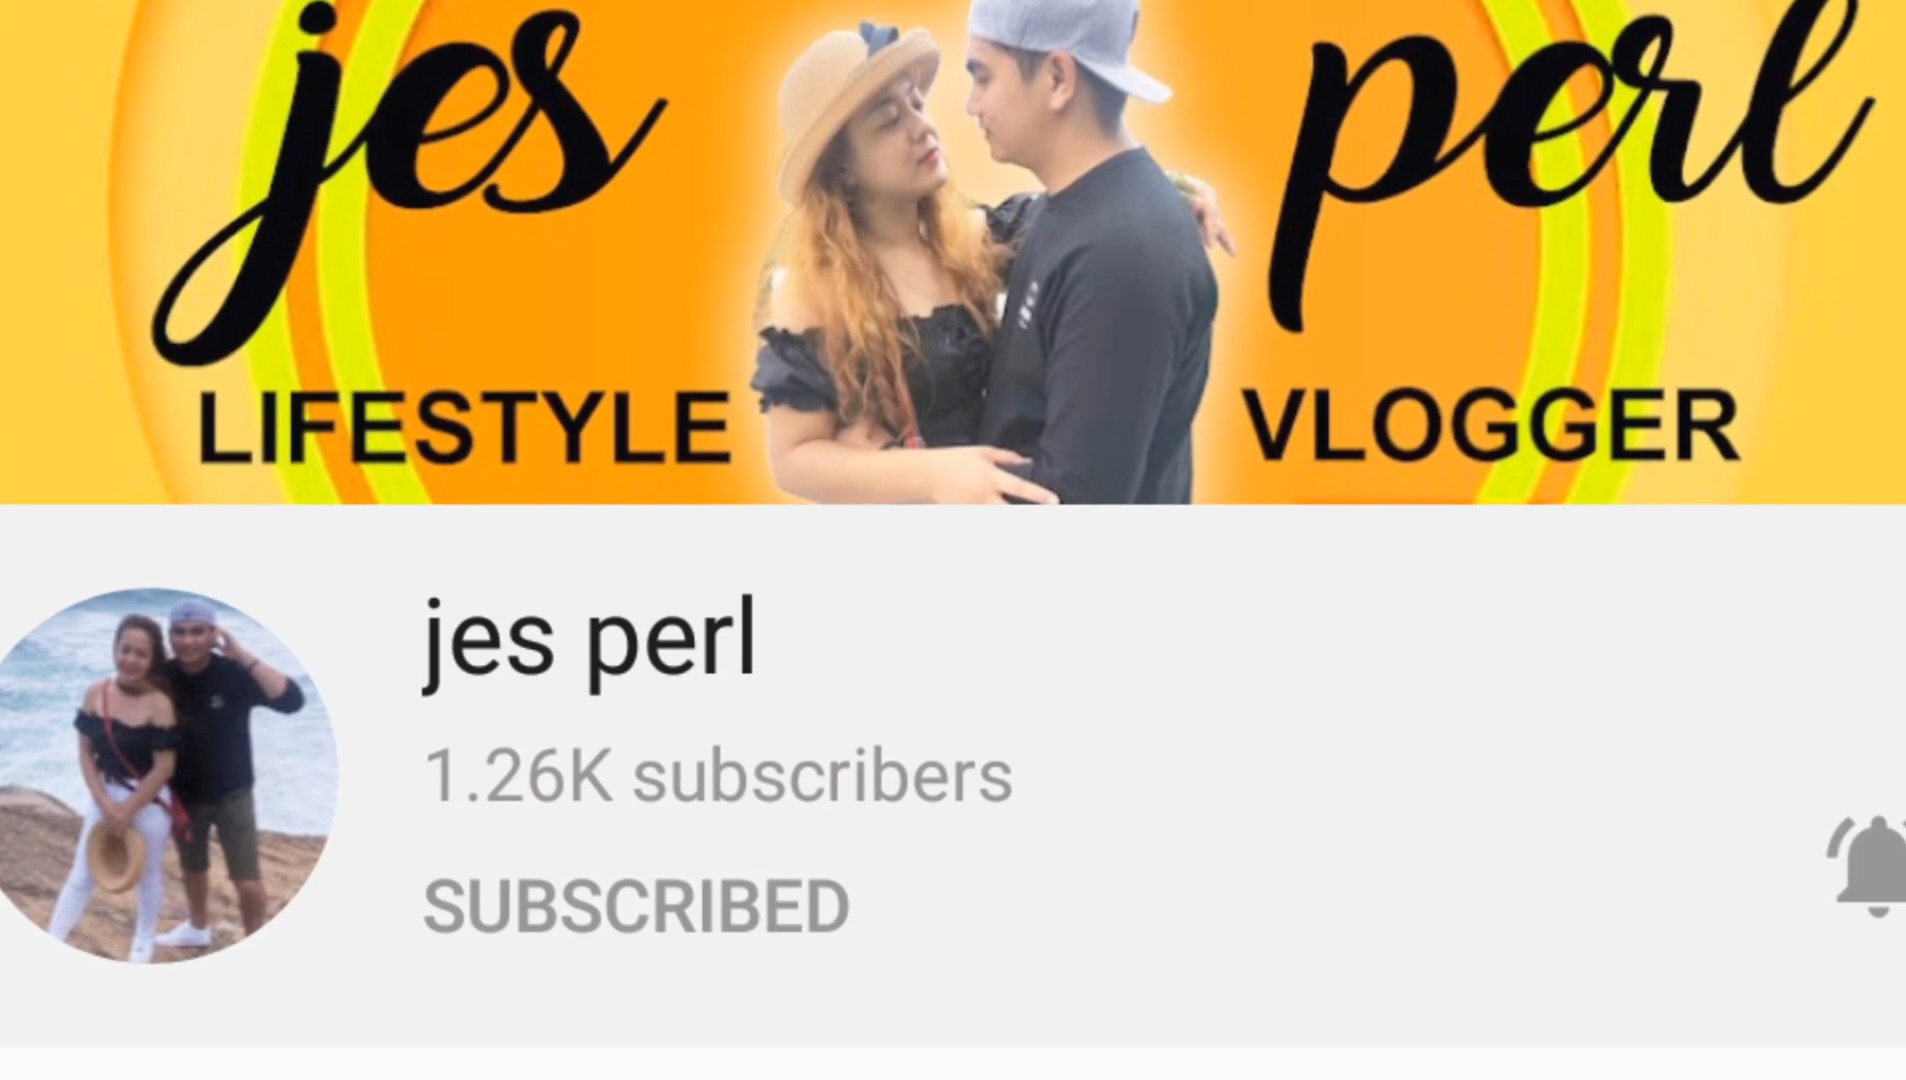 jes perl
LIFESTYLE VLOGGER
jes perl
1.26K subscribers
SUBSCRIBED